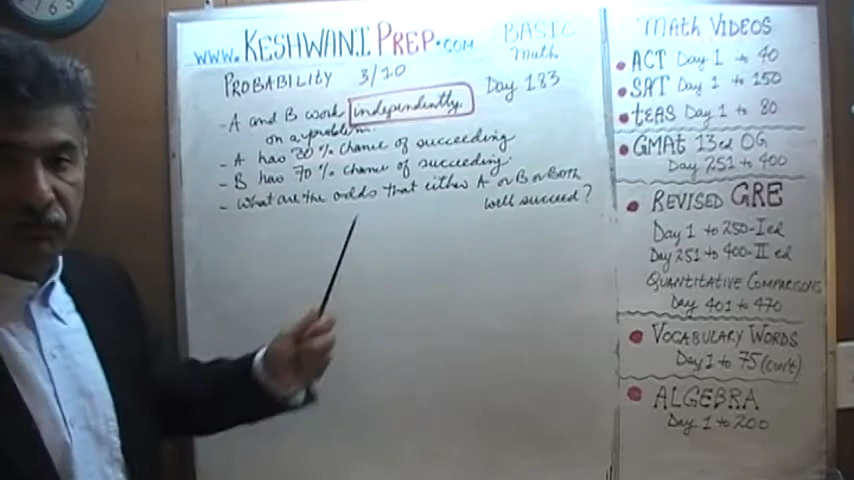 www.KESHWANIPREP.COM
BASIC
Math
PROBABILITY 3/10
Day 183
- A and B work independently
on a problem.
- A has 30% chance of succeeding
- B has 70% chance of succeeding.
- What are the odds that either A or B or Both
will succeed?
Math VIDEOS
ACT Day 1 to 40
SAT Day 1 to 150
TEAS Day 1 to 80
GMAT 13ed OG
Day 251 to 400
REVISED GRE
Day 1 to 250-I ed
Day 251 to 400-II ed
QUANTITATIVE COMPARISONS
Day 401 to 470
VOCABULARY WORDS
Day 1 to 75 (con't)
ALGEBRA
Day 1 to 200